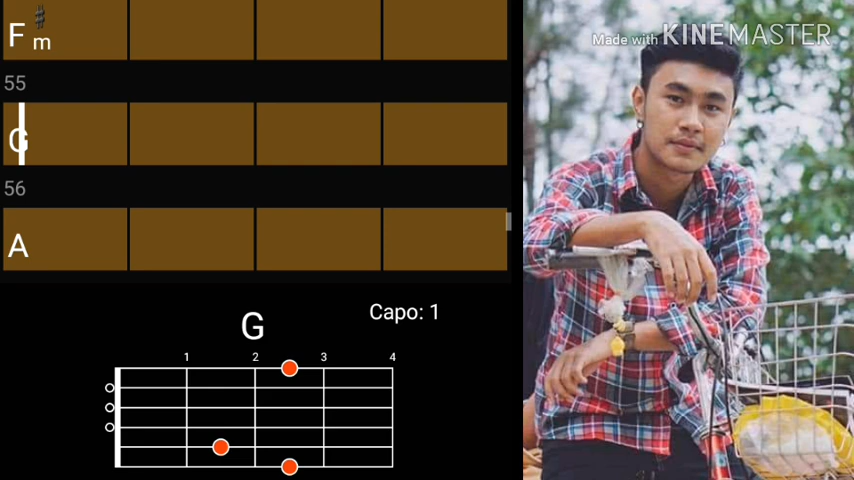 F♯m
55
G
56
A
Capo: 1
G
1 2 3 4
Made with KINEMASTER